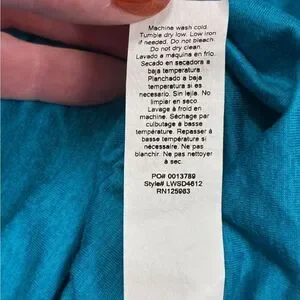 Machine wash cold.
Tumble dry low. Low iron
if needed. Do not bleach.
Do not dry clean.
Lavado a máquina en frío.
Secado en secadora a
baja temperatura.
Planchado a baja
temperatura si es
necesario. Sin lejía. No
limpiar en seco
Lavage à froid en
machine. Séchage par
culbutage à basse
température. Repasser à
basse température si
nécessaire. Ne pas
blanchir. Ne pas nettoyer
à sec.
PO# 0013789
Style# LWSD4612
RN125983